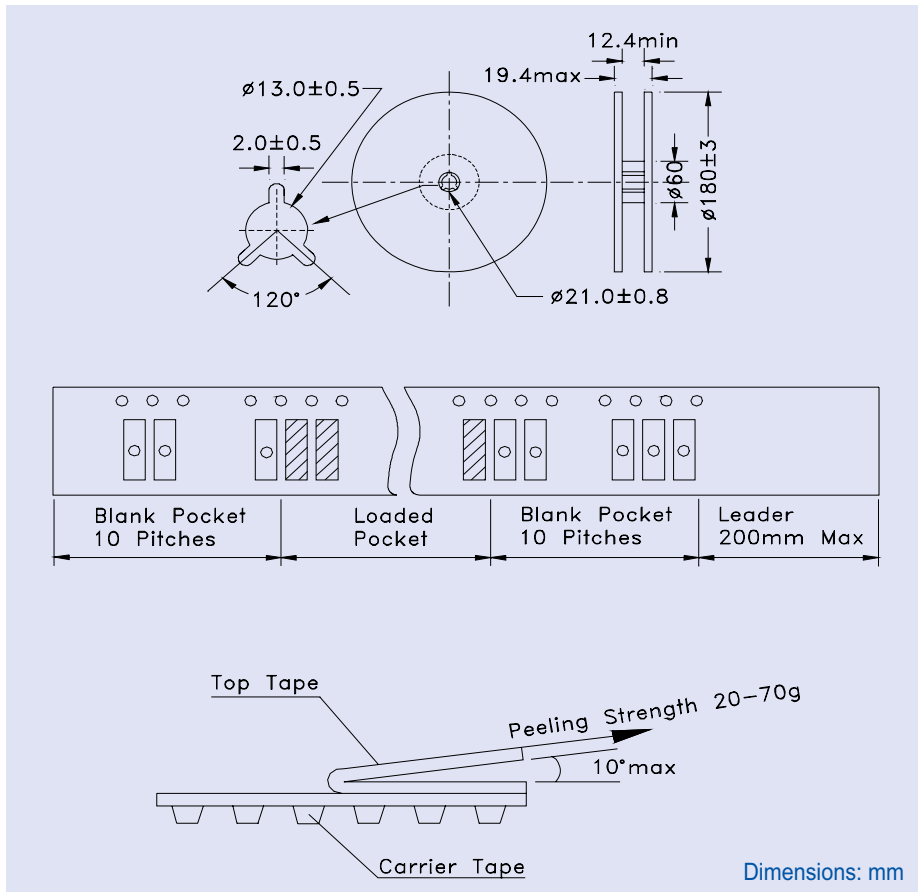 12.4min
19.4max
ø13.0±0.5
2.0±0.5
ø60
ø180±3
120°
ø21.0±0.8
Blank Pocket
10 Pitches
Loaded
Pocket
Blank Pocket
10 Pitches
Leader
200mm Max
Top Tape
Peeling Strength 20-70g
10°max
Carrier Tape
Dimensions: mm